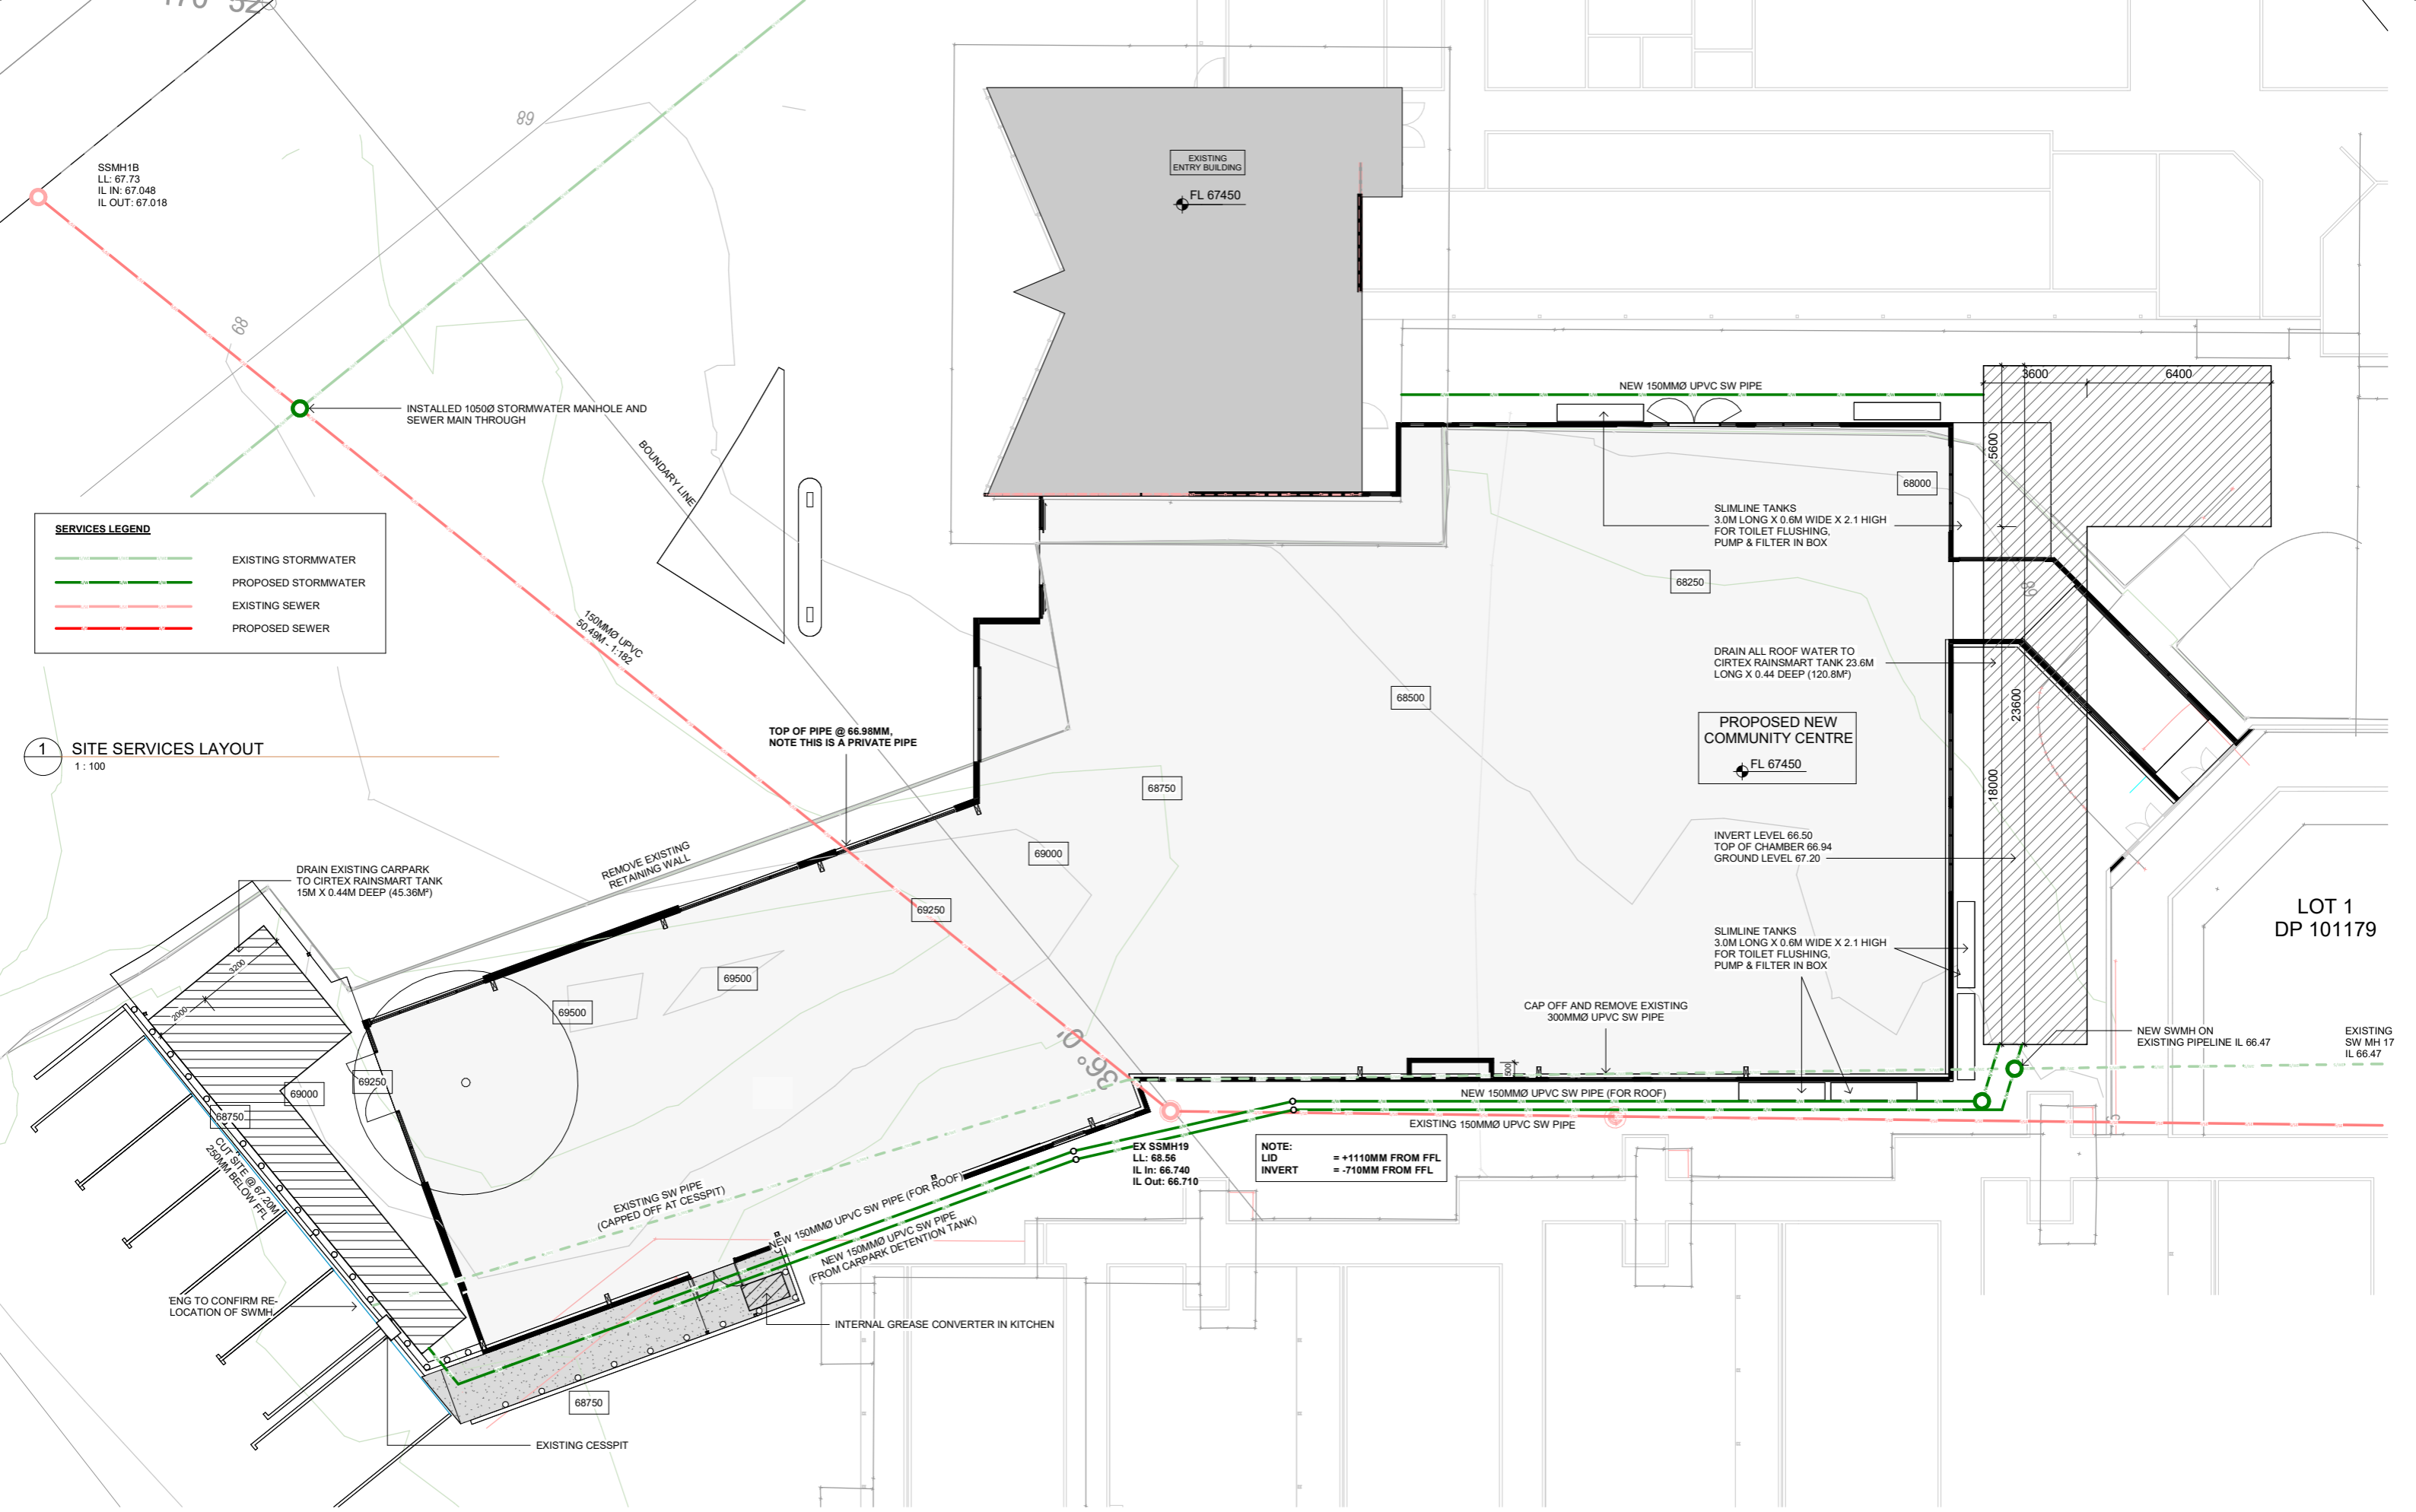 170° 52'
89
68
SSMH1B
LL: 67.73
IL IN: 67.048
IL OUT: 67.018
EXISTING
ENTRY BUILDING
FL 67450
INSTALLED 1050Ø STORMWATER MANHOLE AND
SEWER MAIN THROUGH
BOUNDARY LINE
NEW 150MMØ UPVC SW PIPE
3600
6400
5600
68000
SLIMLINE TANKS
3.0M LONG X 0.6M WIDE X 2.1 HIGH
FOR TOILET FLUSHING,
PUMP & FILTER IN BOX
68250
SERVICES LEGEND
EXISTING STORMWATER
PROPOSED STORMWATER
EXISTING SEWER
PROPOSED SEWER
150MMØ UPVC
50.49M - 1:182
DRAIN ALL ROOF WATER TO
CIRTEX RAINSMART TANK 23.6M
LONG X 0.44 DEEP (120.8M²)
68500
23600
PROPOSED NEW
COMMUNITY CENTRE
FL 67450
1
SITE SERVICES LAYOUT
1 : 100
TOP OF PIPE @ 66.98MM,
NOTE THIS IS A PRIVATE PIPE
68750
18000
INVERT LEVEL 66.50
TOP OF CHAMBER 66.94
GROUND LEVEL 67.20
69000
REMOVE EXISTING
RETAINING WALL
DRAIN EXISTING CARPARK
TO CIRTEX RAINSMART TANK
15M X 0.44M DEEP (45.36M²)
69250
LOT 1
DP 101179
SLIMLINE TANKS
3.0M LONG X 0.6M WIDE X 2.1 HIGH
FOR TOILET FLUSHING,
PUMP & FILTER IN BOX
3200
2000
69500
69500
CAP OFF AND REMOVE EXISTING
300MMØ UPVC SW PIPE
NEW SWMH ON
EXISTING PIPELINE IL 66.47
EXISTING
SW MH 17
IL 66.47
36° 0'
500
69250
69000
68750
NEW 150MMØ UPVC SW PIPE (FOR ROOF)
EXISTING 150MMØ UPVC SW PIPE
CUT SITE @ 67.20M
250MM BELOW FFL
EX SSMH19
LL: 68.56
IL In: 66.740
IL Out: 66.710
NOTE:
LID = +1110MM FROM FFL
INVERT = -710MM FROM FFL
EXISTING SW PIPE
(CAPPED OFF AT CESSPIT)
NEW 150MMØ UPVC SW PIPE (FOR ROOF)
NEW 150MMØ UPVC SW PIPE
(FROM CARPARK DETENTION TANK)
ENG TO CONFIRM RE-
LOCATION OF SWMH
INTERNAL GREASE CONVERTER IN KITCHEN
68750
EXISTING CESSPIT